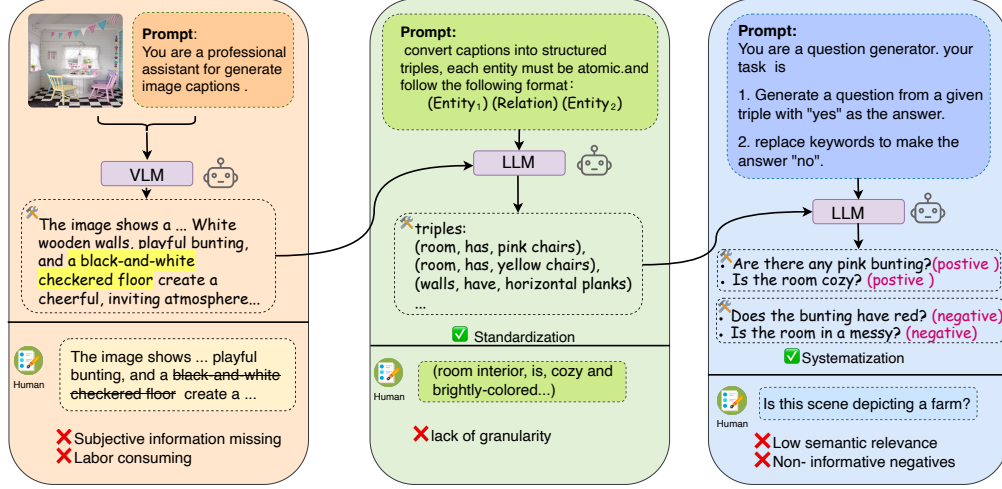 Prompt:
You are a professional
assistant for generate
image captions .
VLM
The image shows a ... White
wooden walls, playful bunting,
and a black-and-white
checkered floor create a
cheerful, inviting atmosphere...
Human
The image shows ... playful
bunting, and a black-and-white
checkered floor create a ...
Subjective information missing
Labor consuming
Prompt:
convert captions into structured
triples, each entity must be atomic.and
follow the following format：
(Entity₁) (Relation) (Entity₂)
LLM
triples:
(room, has, pink chairs),
(room, has, yellow chairs),
(walls, have, horizontal planks)
...
Standardization
Human
(room interior, is, cozy and
brightly-colored...)
lack of granularity
Prompt:
You are a question generator. your
task is
1. Generate a question from a given
triple with "yes" as the answer.
2. replace keywords to make the
answer "no".
LLM
• Are there any pink bunting?(postive )
• Is the room cozy? (postive )
• Does the bunting have red? (negative)
• Is the room in a messy? (negative)
Systematization
Human
Is this scene depicting a farm?
Low semantic relevance
Non- informative negatives